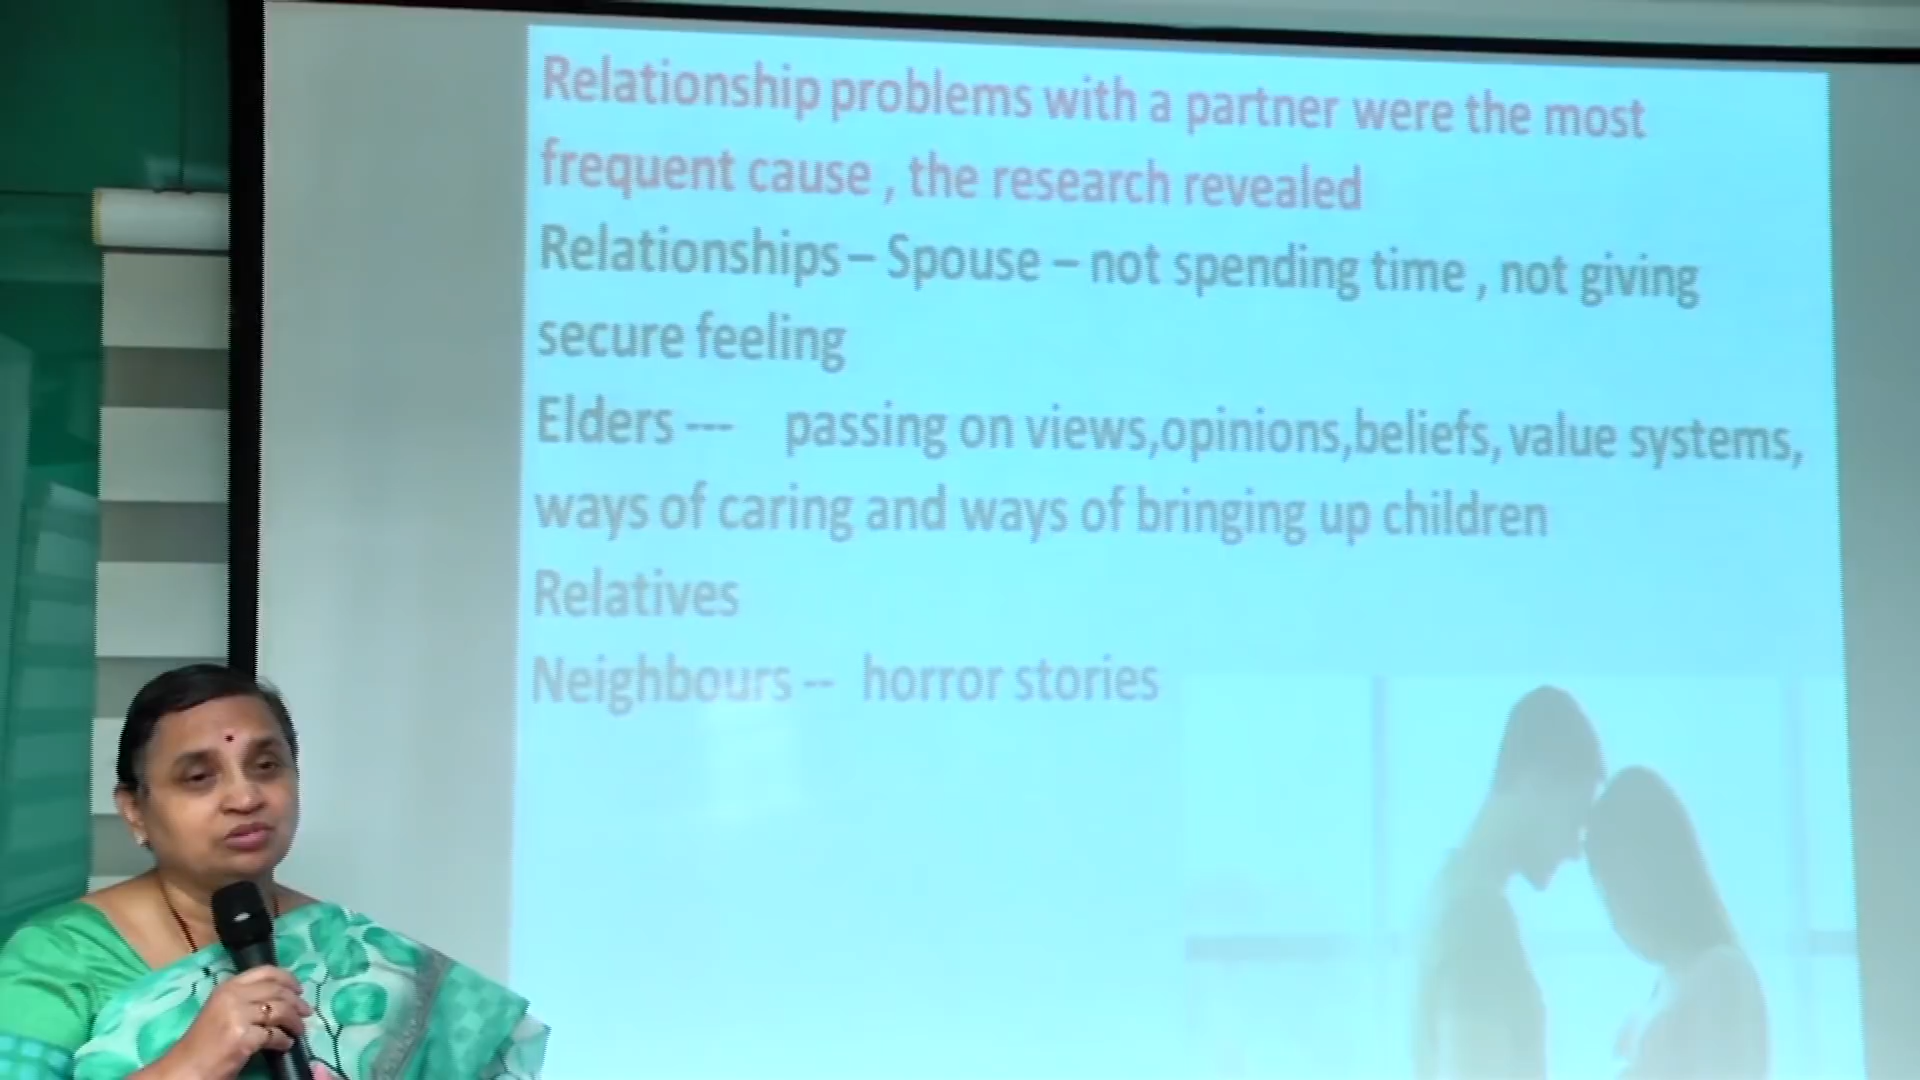 Relationship problems with a partner were the most
frequent cause , the research revealed
Relationships – Spouse – not spending time , not giving
secure feeling
Elders --- passing on views,opinions,beliefs, value systems,
ways of caring and ways of bringing up children
Relatives
Neighbours -- horror stories